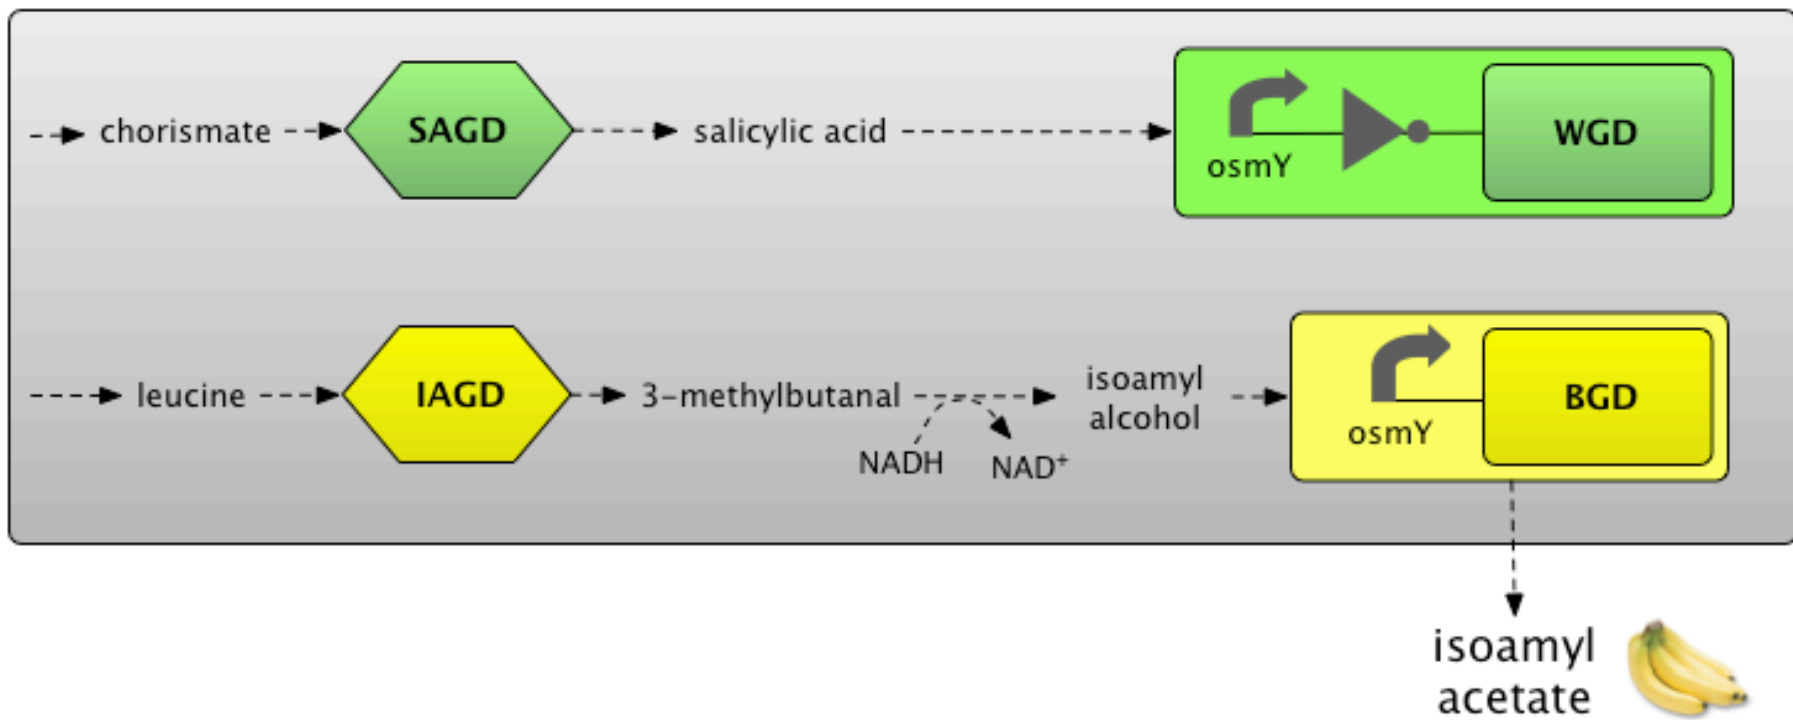 chorismate
SAGD
salicylic acid
osmY
WGD
leucine
IAGD
3-methylbutanal
NADH
NAD⁺
isoamyl
alcohol
osmY
BGD
isoamyl
acetate